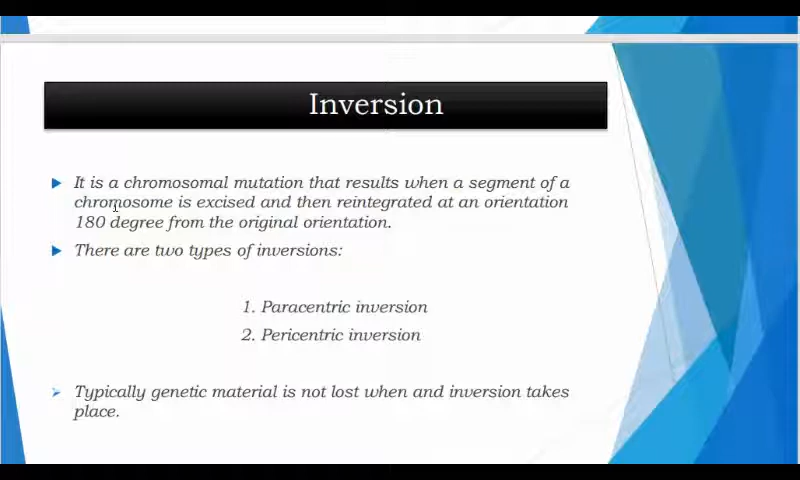 Inversion
It is a chromosomal mutation that results when a segment of a
chromosome is excised and then reintegrated at an orientation
180 degree from the original orientation.
There are two types of inversions:
1. Paracentric inversion
2. Pericentric inversion
Typically genetic material is not lost when and inversion takes
place.